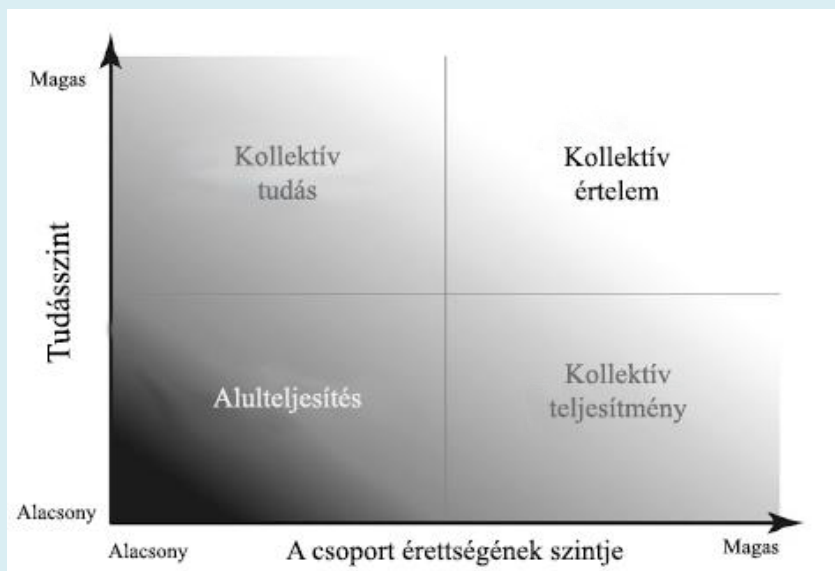 Magas
Kollektív
tudás
Kollektív
értelem
Tudásszint
Alulteljesítés
Kollektív
teljesítmény
Alacsony
Alacsony
A csoport érettségének szintje
Magas